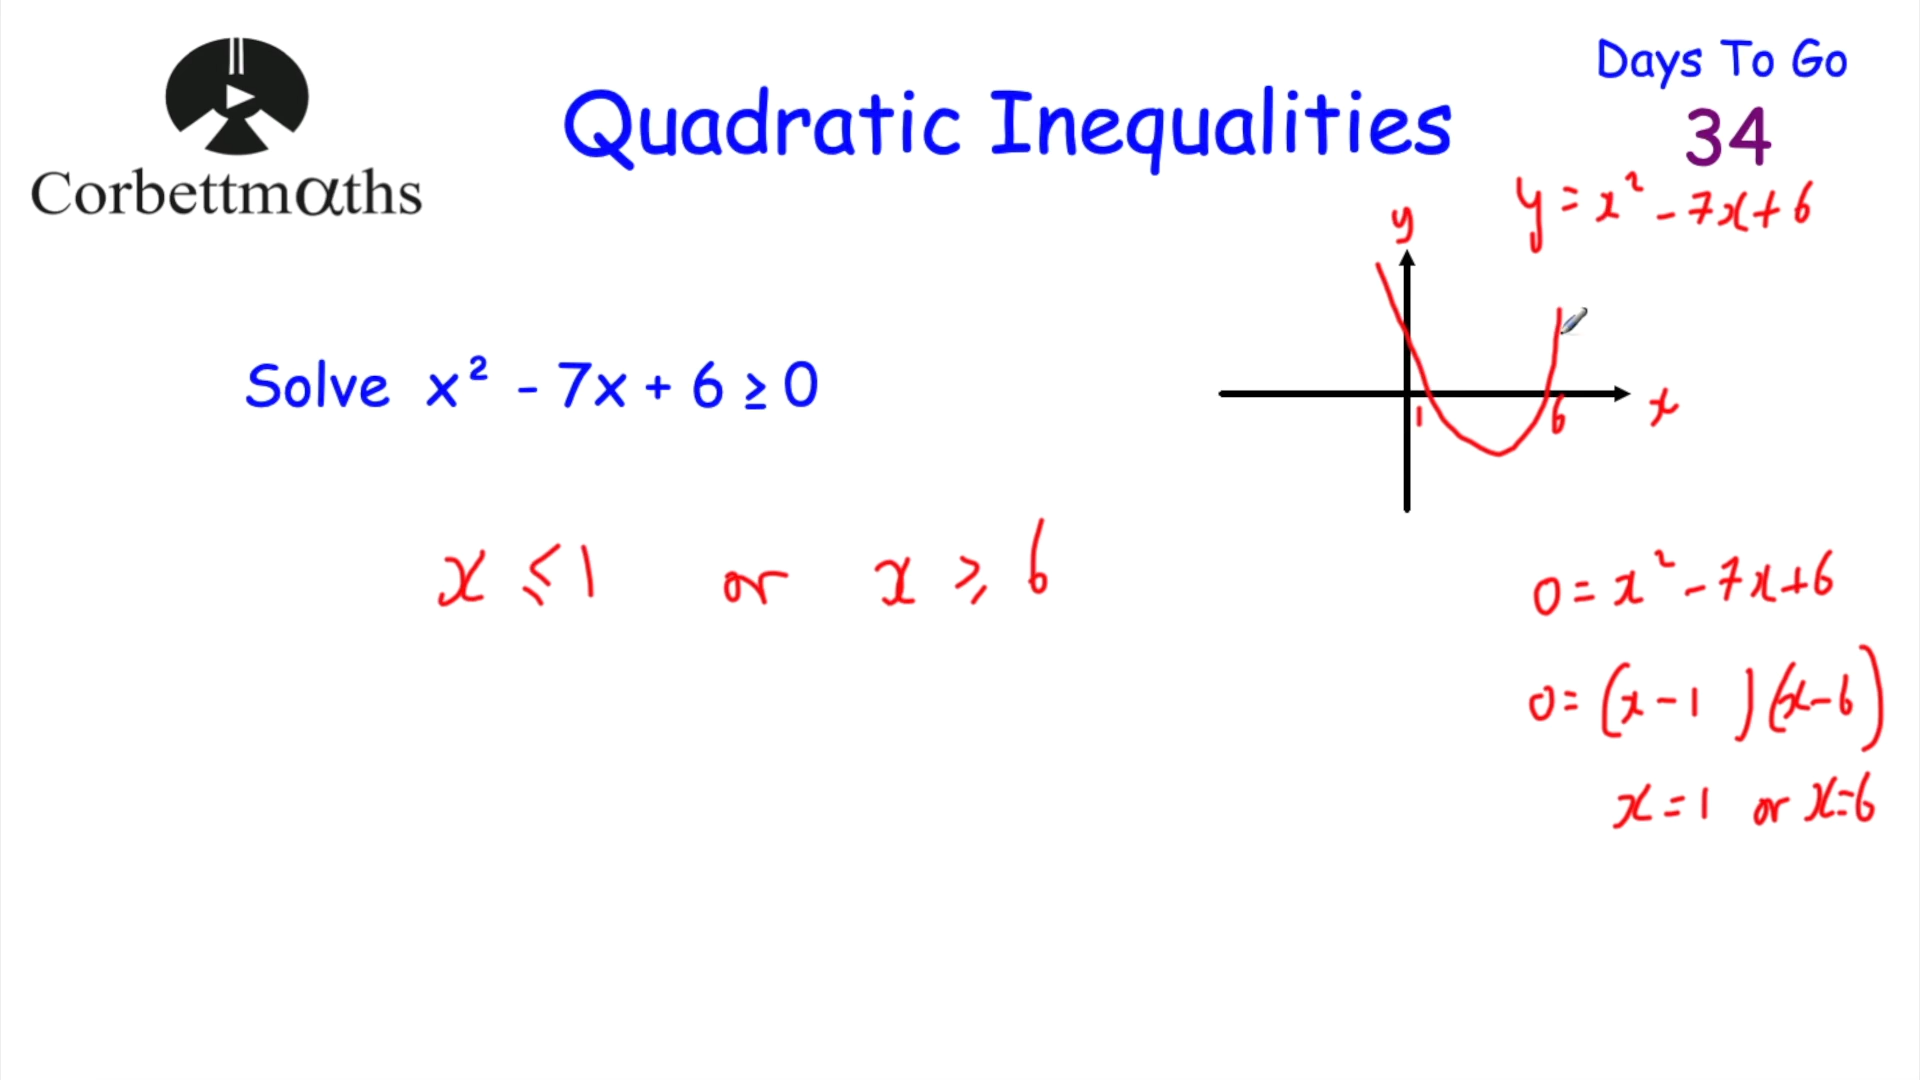 Corbettmαths
Quadratic Inequalities
Days To Go
34
y = x² - 7x + 6
y
Solve x² - 7x + 6 ≥ 0
1
6
x
x ≤ 1 or x ≥ 6
0 = x² - 7x + 6
0 = (x - 1)(x - 6)
x = 1 or x = 6